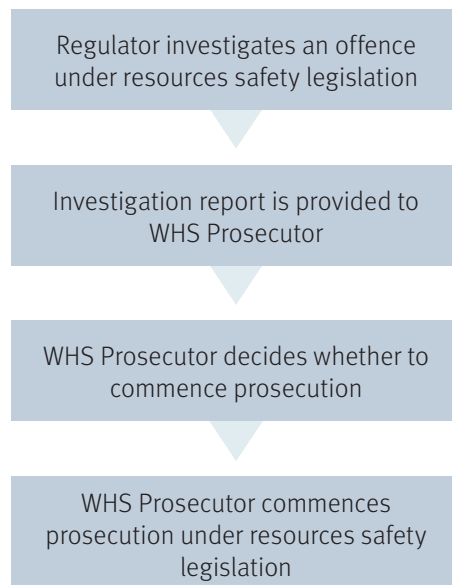 Regulator investigates an offence
under resources safety legislation
Investigation report is provided to
WHS Prosecutor
WHS Prosecutor decides whether to
commence prosecution
WHS Prosecutor commences
prosecution under resources safety
legislation